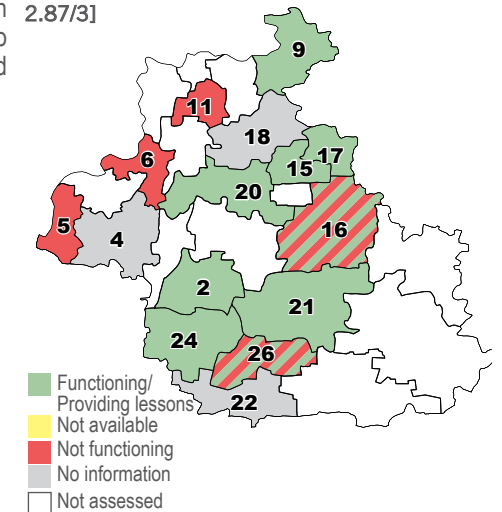 2.87/3]
9
11
18
17
15
6
20
5
4
16
2
21
24
26
22
Functioning/
Providing lessons
Not available
Not functioning
No information
Not assessed